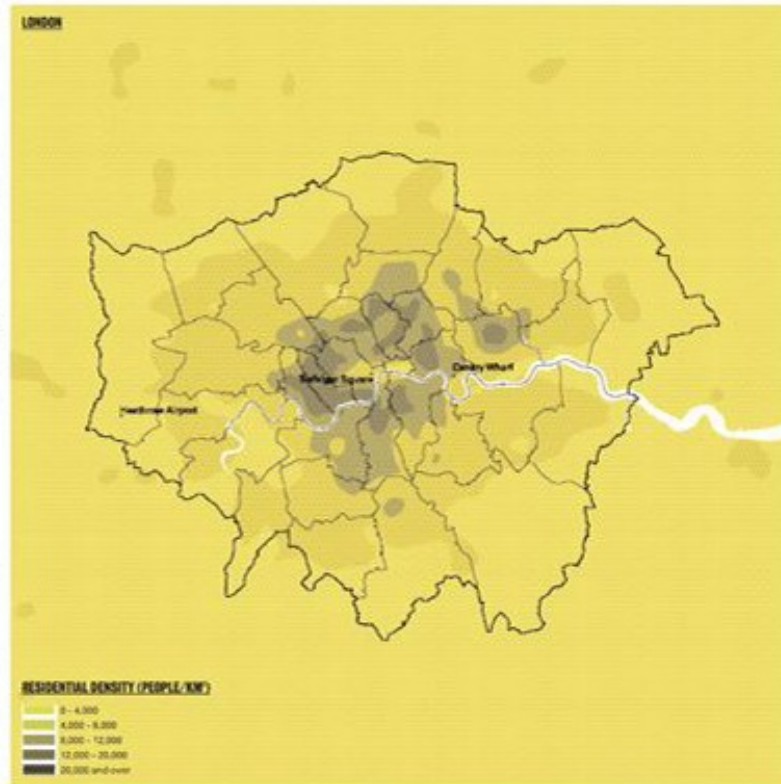 LONDON
Canary Wharf
Trafalgar Square
Heathrow Airport
RESIDENTIAL DENSITY (PEOPLE/KM²)
0 - 4,000
4,000 - 8,000
8,000 - 12,000
12,000 - 20,000
20,000 and over